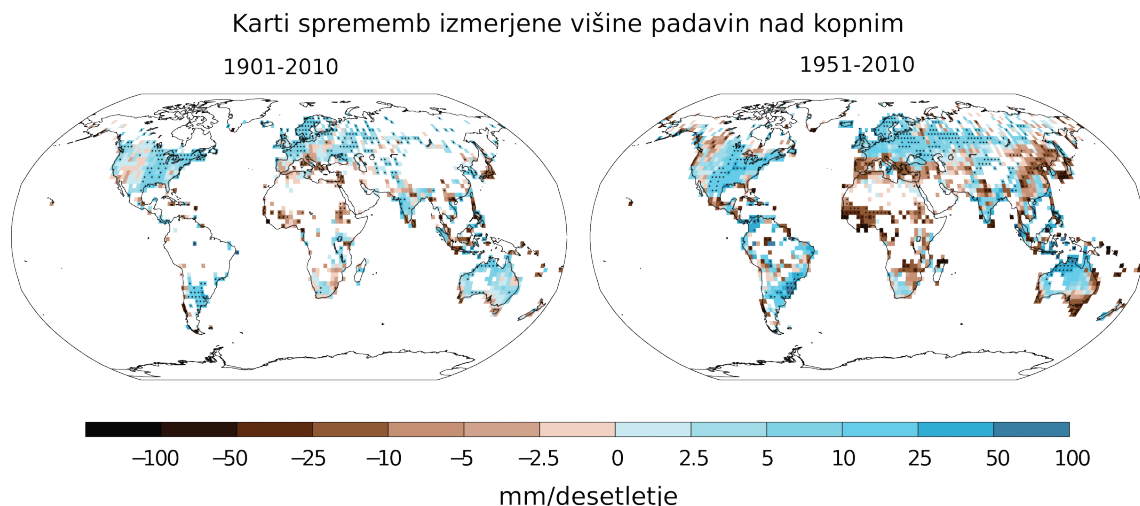 Karti sprememb izmerjene višine padavin nad kopnim
1901-2010
1951-2010
−100 −50 −25 −10 −5 −2.5 0 2.5 5 10 25 50 100
mm/desetletje